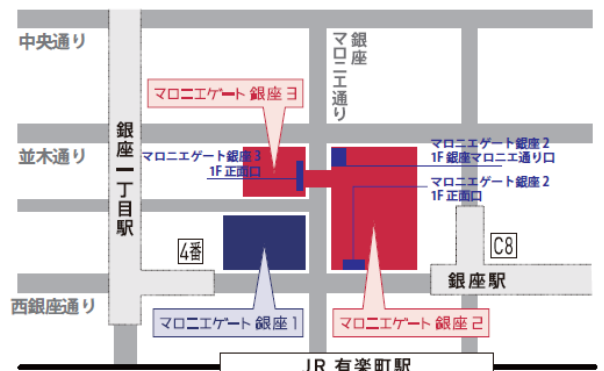 中央通り
銀座
マロニエ通り
マロニエゲート 銀座 3
並木通り
マロニエゲート銀座 3
1F 正面口
マロニエゲート銀座 2
1F 銀座マロニエ通り口
マロニエゲート銀座 2
1F 正面口
銀座一丁目駅
4番
C8
銀座駅
西銀座通り
マロニエゲート 銀座 1
マロニエゲート 銀座 2
JR 有楽町駅